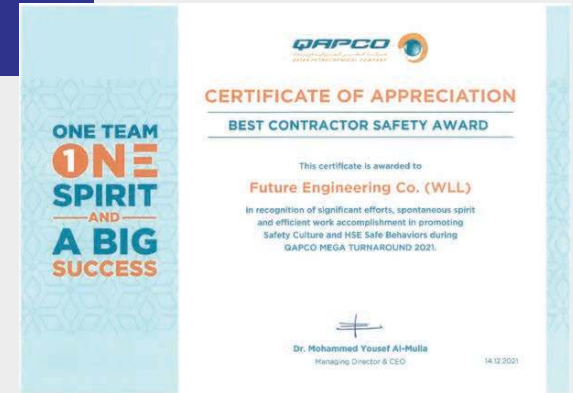 QAPCO
CERTIFICATE OF APPRECIATION
BEST CONTRACTOR SAFETY AWARD
This certificate is awarded to
Future Engineering Co. (WLL)
in recognition of significant efforts, spontaneous spirit
and efficient work accomplishment in promoting
Safety Culture and HSE Safe Behaviors during
QAPCO MEGA TURNAROUND 2021.
Dr. Mohammed Yousef Al-Mulla
Managing Director & CEO
14.12.2021
ONE TEAM
1 ONE
SPIRIT
AND
A BIG
SUCCESS